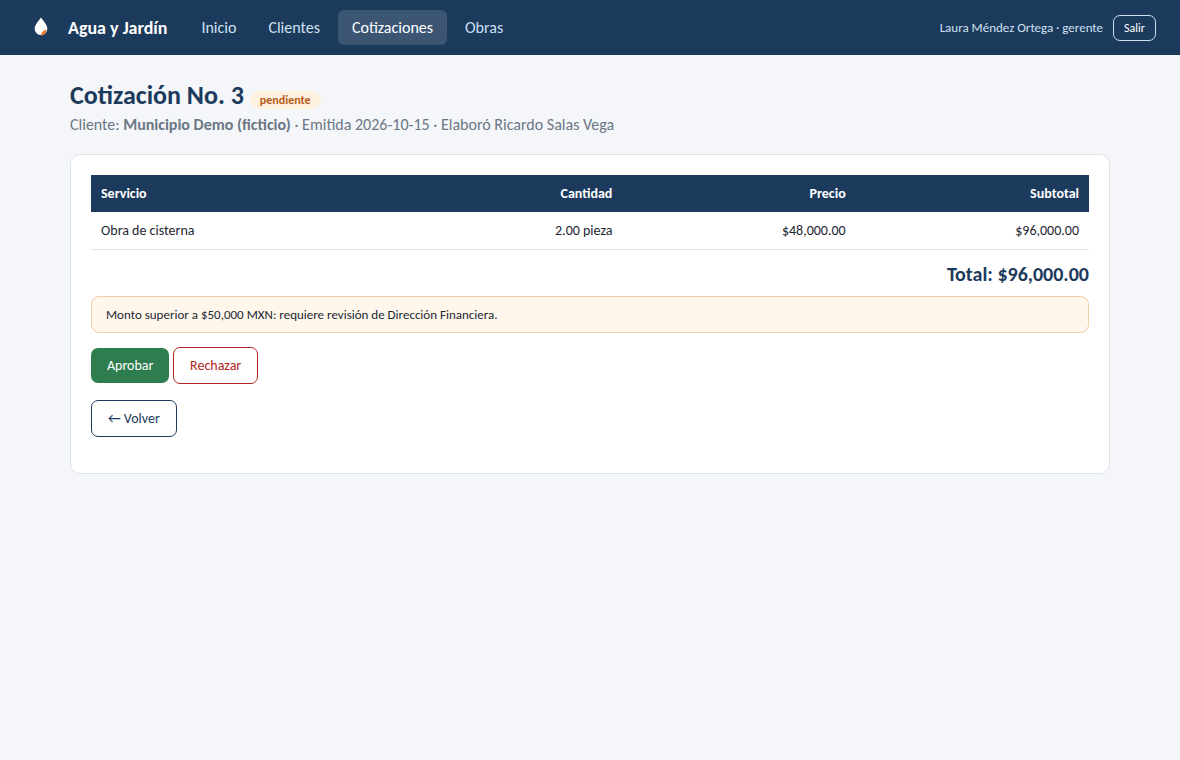 Agua y Jardín Inicio Clientes Cotizaciones Obras Laura Méndez Ortega · gerente Salir
Cotización No. 3 pendiente
Cliente: Municipio Demo (ficticio) · Emitida 2026-10-15 · Elaboró Ricardo Salas Vega
Servicio Cantidad Precio Subtotal
Obra de cisterna 2.00 pieza $48,000.00 $96,000.00
Total: $96,000.00
Monto superior a $50,000 MXN: requiere revisión de Dirección Financiera.
Aprobar Rechazar
← Volver